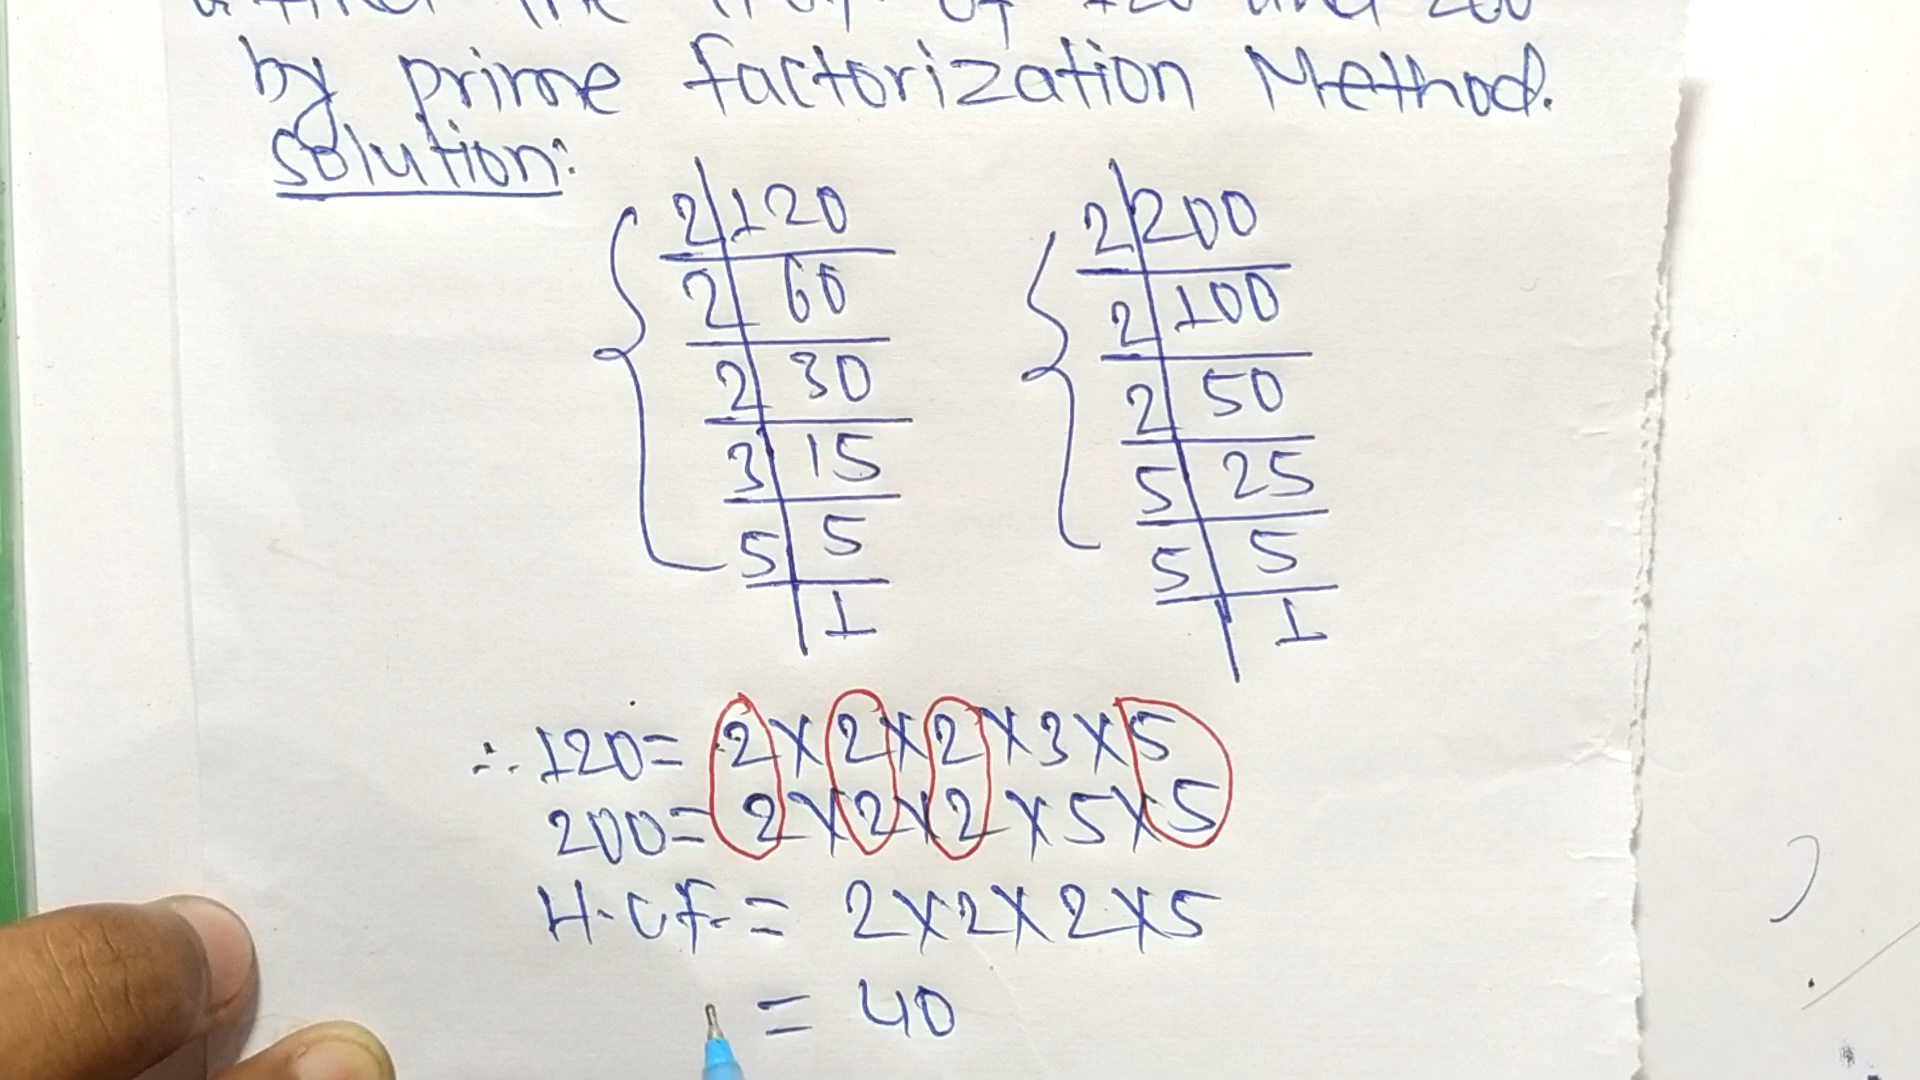 by prime factorization Method.
solution:
2 120 2 200
2 60 2 100
2 30 2 50
3 15 5 25
5 5 5 5
1 1
∴ 120 = 2 × 2 × 2 × 3 × 5
200 = 2 × 2 × 2 × 5 × 5
H.C.F. = 2 × 2 × 2 × 5
= 40